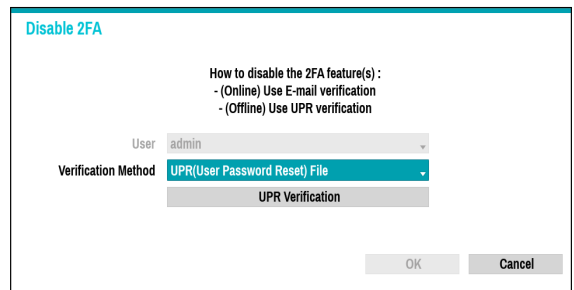 Disable 2FA
How to disable the 2FA feature(s) :
- (Online) Use E-mail verification
- (Offline) Use UPR verification
User admin
Verification Method UPR(User Password Reset) File
UPR Verification
OK Cancel